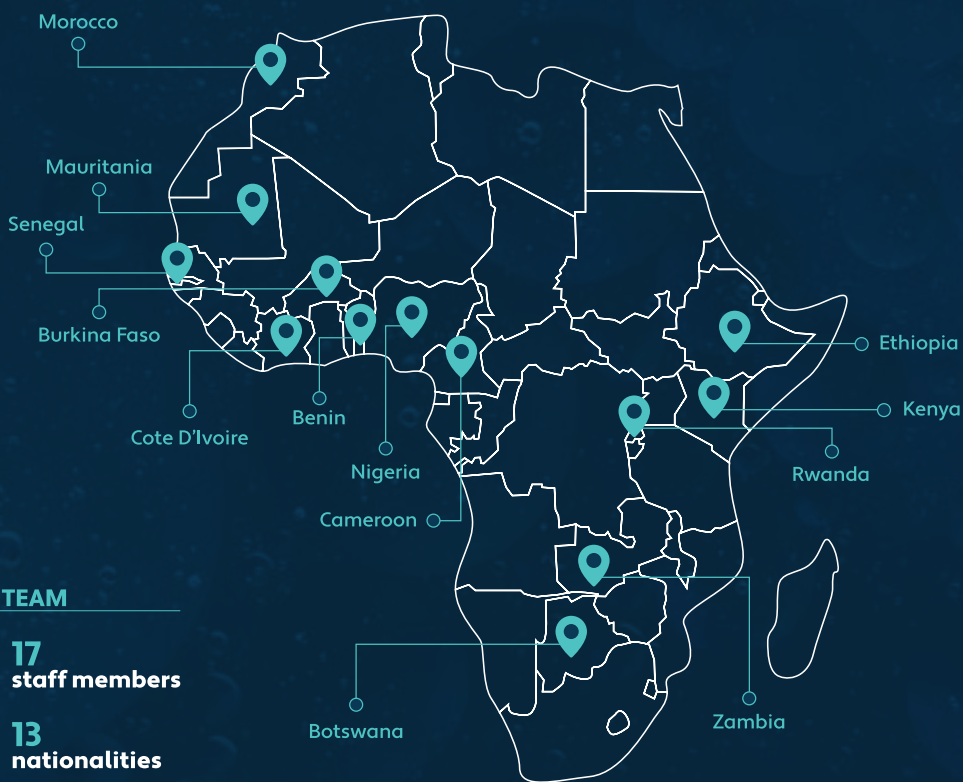 Morocco
Mauritania
Senegal
Burkina Faso
Cote D'Ivoire
Benin
Nigeria
Cameroon
Ethiopia
Kenya
Rwanda
Zambia
Botswana
TEAM
17
staff members
13
nationalities